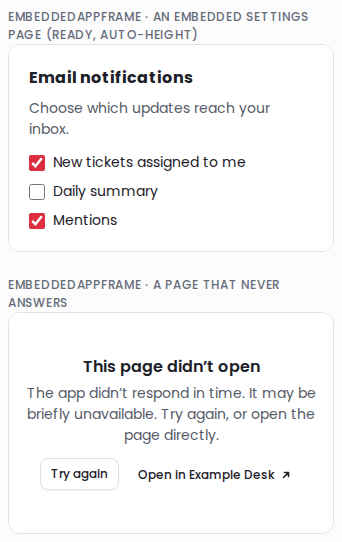 EMBEDDEDAPPFRAME · AN EMBEDDED SETTINGS
PAGE (READY, AUTO-HEIGHT)
Email notifications
Choose which updates reach your
inbox.
New tickets assigned to me
Daily summary
Mentions
EMBEDDEDAPPFRAME · A PAGE THAT NEVER
ANSWERS
This page didn’t open
The app didn’t respond in time. It may be
briefly unavailable. Try again, or open the
page directly.
Try again
Open in Example Desk ↗